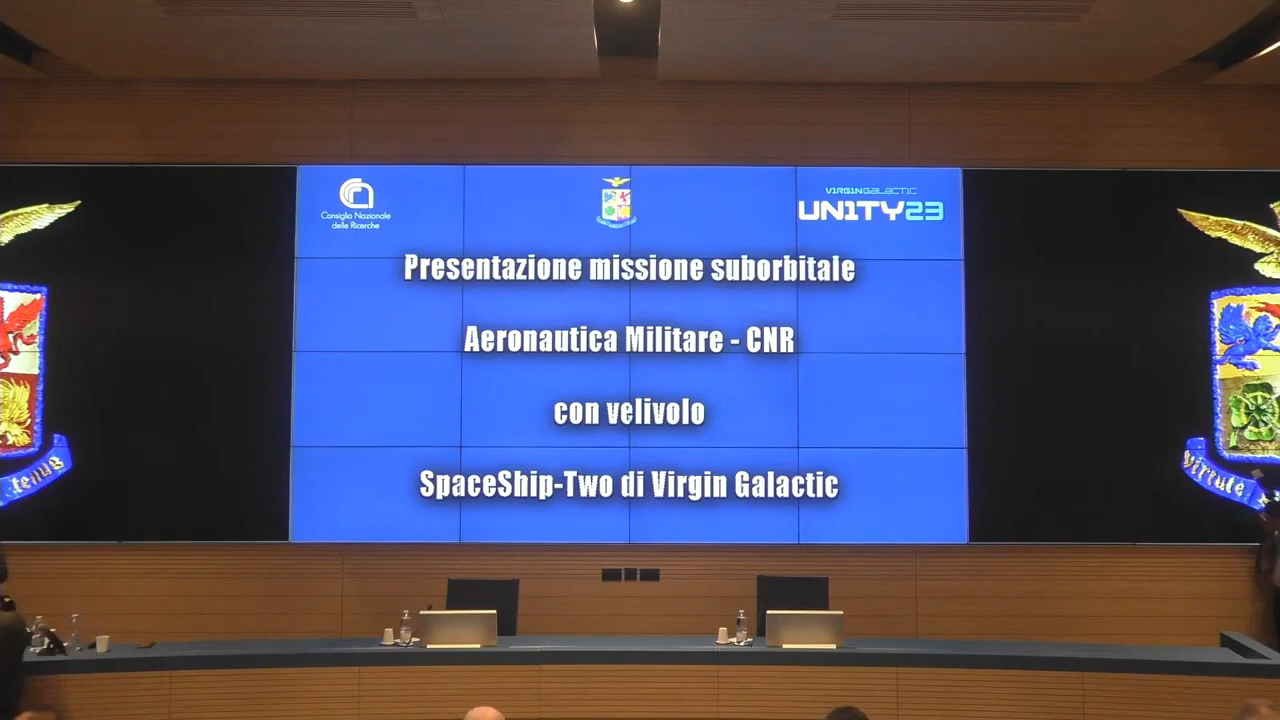 Consiglio Nazionale
delle Ricerche
VIRGIN GALACTIC
UN1TY23
Presentazione missione suborbitale
Aeronautica Militare - CNR
con velivolo
SpaceShip-Two di Virgin Galactic
tenus
virtute